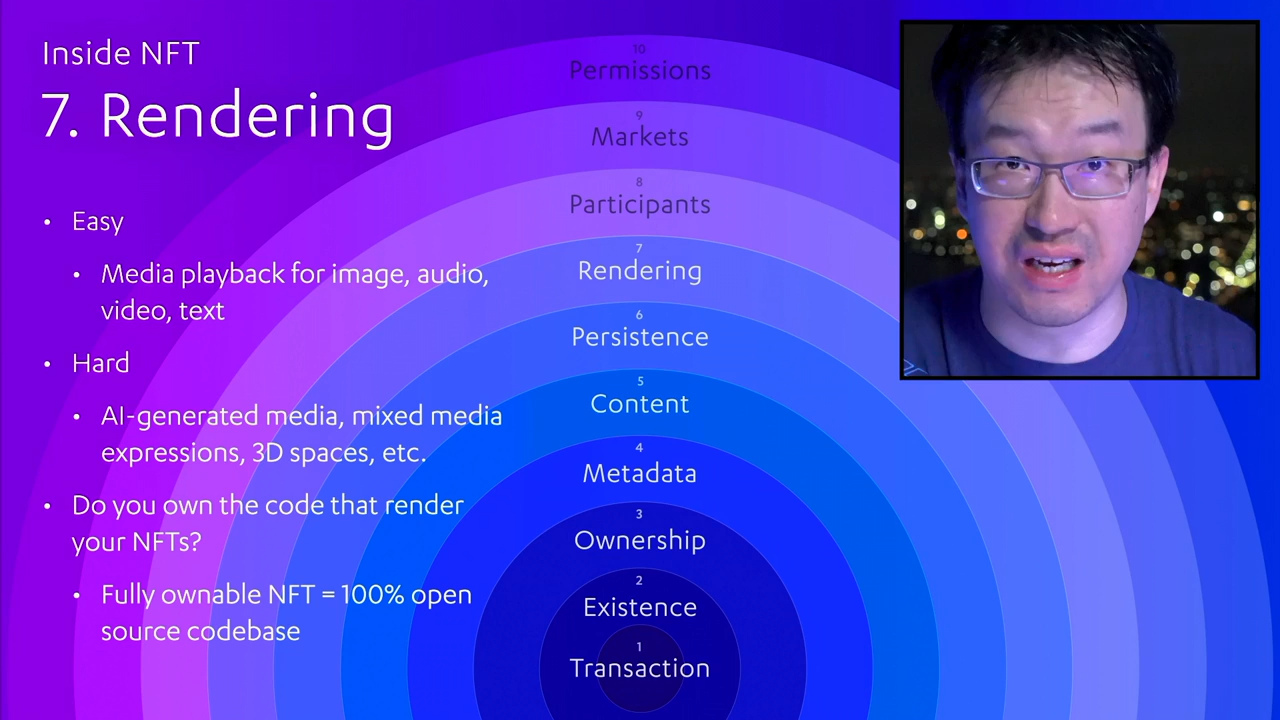 Inside NFT
7. Rendering
• Easy
• Media playback for image, audio,
video, text
• Hard
• AI-generated media, mixed media
expressions, 3D spaces, etc.
• Do you own the code that render
your NFTs?
• Fully ownable NFT = 100% open
source codebase
10
Permissions
9
Markets
8
Participants
7
Rendering
6
Persistence
5
Content
4
Metadata
3
Ownership
2
Existence
1
Transaction